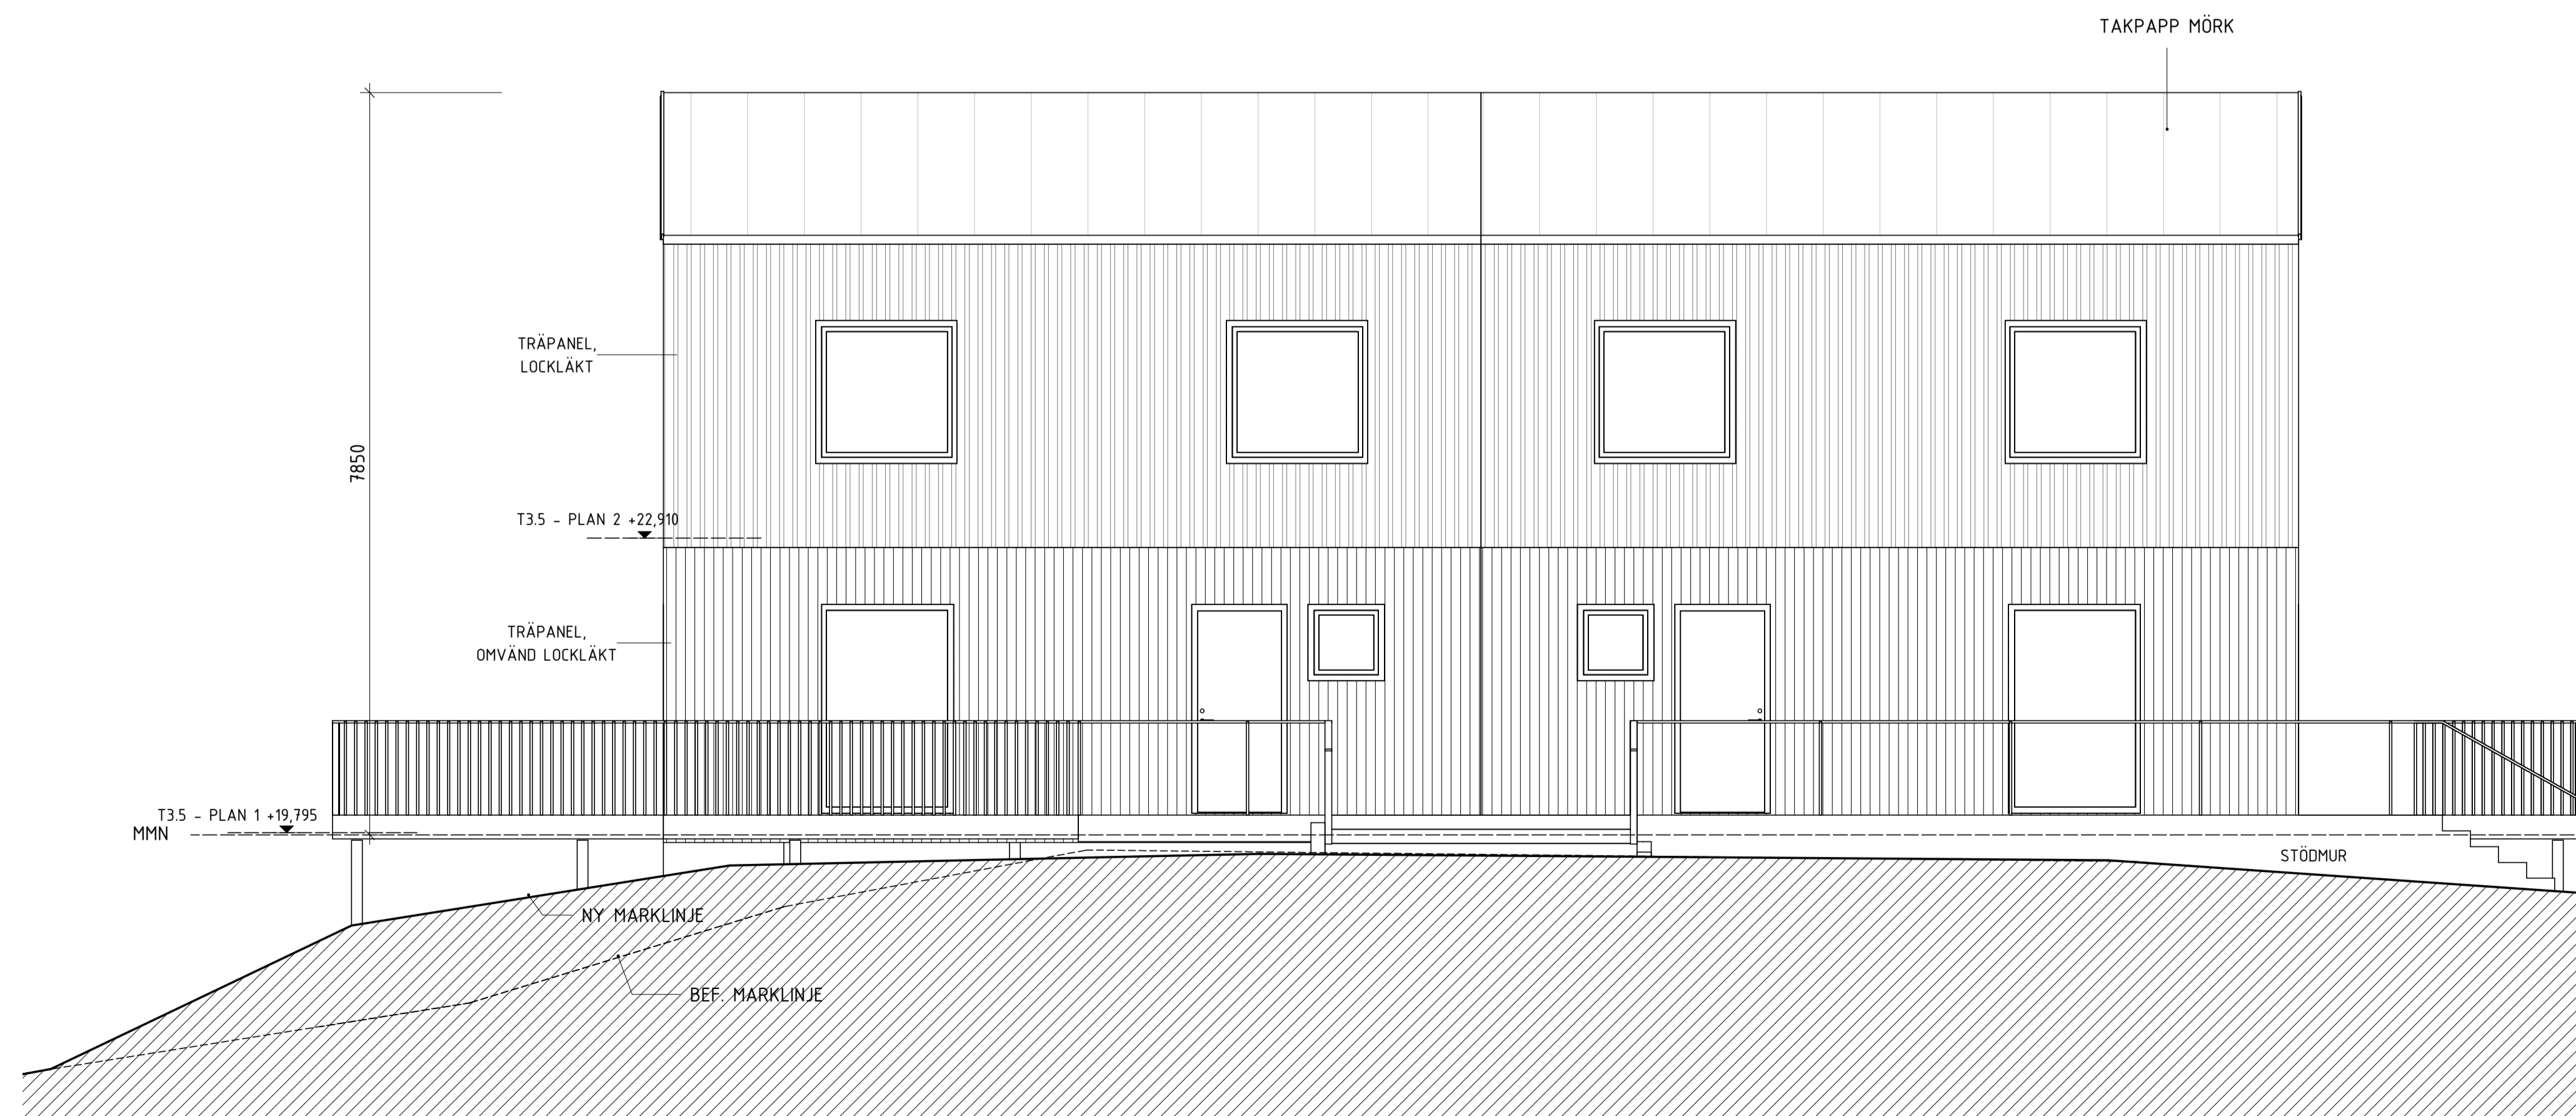 TAKPAPP MÖRK
TRÄPANEL,
LOCKLÄKT
7850
T3.5 - PLAN 2 +22,910
TRÄPANEL,
OMVÄND LOCKLÄKT
T3.5 - PLAN 1 +19,795
MMN
STÖDMUR
NY MARKLINJE
BEF. MARKLINJE